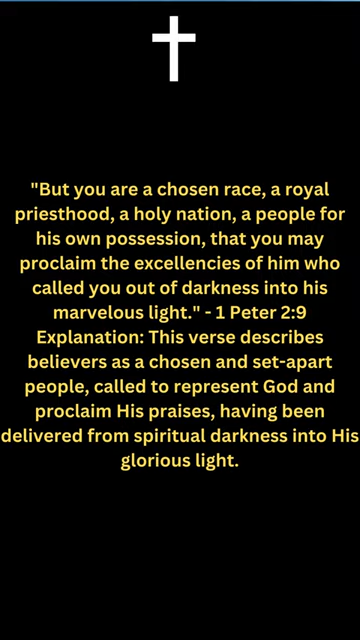 "But you are a chosen race, a royal
priesthood, a holy nation, a people for
his own possession, that you may
proclaim the excellencies of him who
called you out of darkness into his
marvelous light." - 1 Peter 2:9
Explanation: This verse describes
believers as a chosen and set-apart
people, called to represent God and
proclaim His praises, having been
delivered from spiritual darkness into His
glorious light.